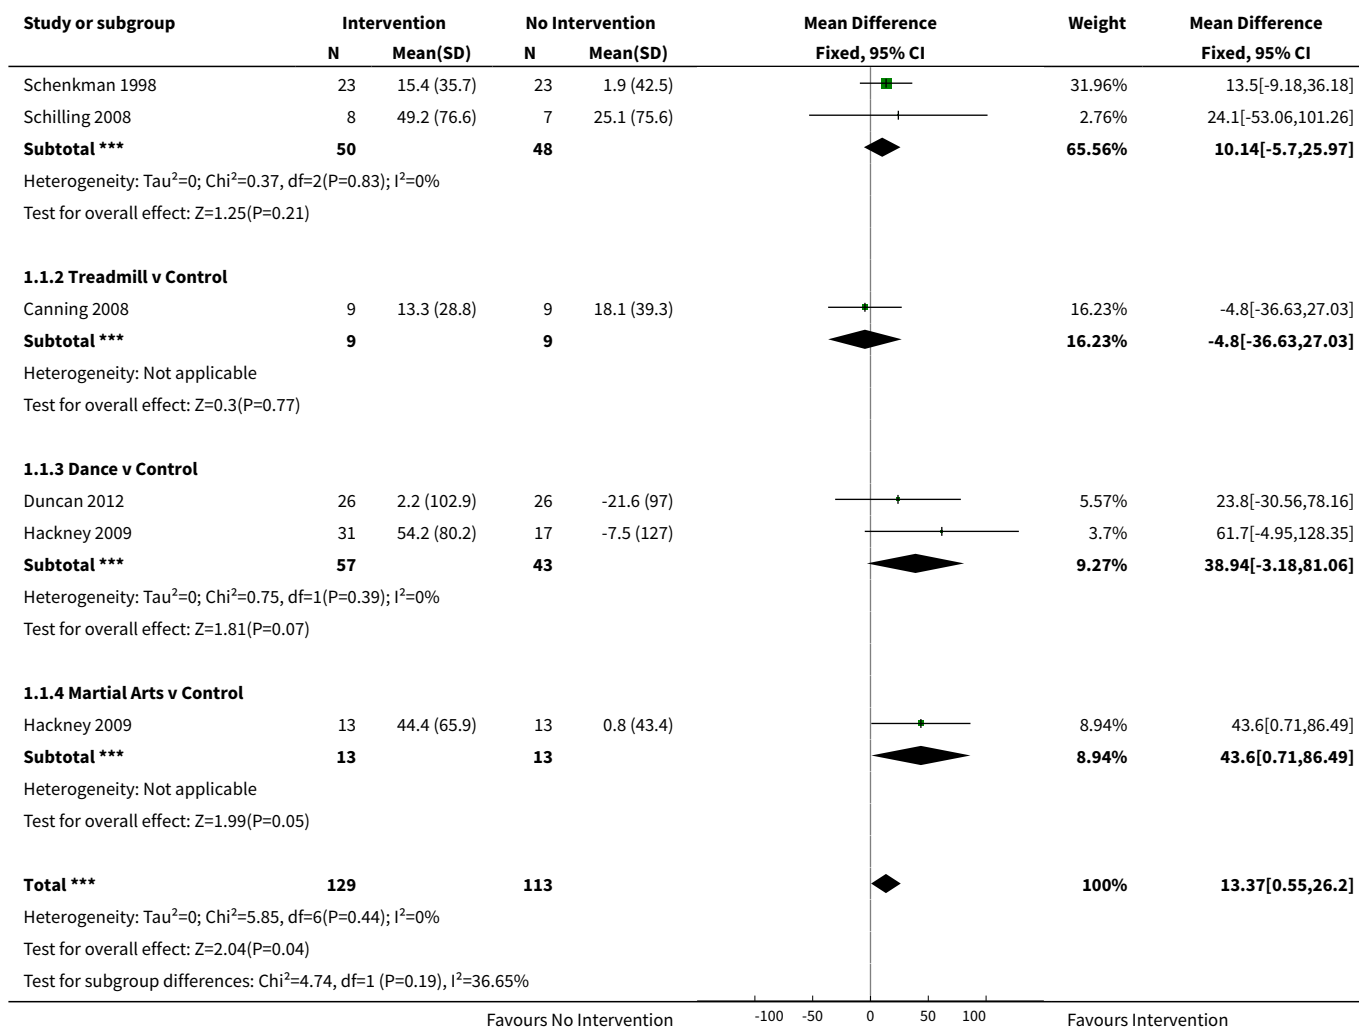 Study or subgroup Intervention No Intervention Mean Difference Weight Mean Difference
N Mean(SD) N Mean(SD) Fixed, 95% CI Fixed, 95% CI
Schenkman 1998 23 15.4 (35.7) 23 1.9 (42.5) 31.96% 13.5[-9.18,36.18]
Schilling 2008 8 49.2 (76.6) 7 25.1 (75.6) 2.76% 24.1[-53.06,101.26]
Subtotal *** 50 48 65.56% 10.14[-5.7,25.97]
Heterogeneity: Tau²=0; Chi²=0.37, df=2(P=0.83); I²=0%
Test for overall effect: Z=1.25(P=0.21)
1.1.2 Treadmill v Control
Canning 2008 9 13.3 (28.8) 9 18.1 (39.3) 16.23% -4.8[-36.63,27.03]
Subtotal *** 9 9 16.23% -4.8[-36.63,27.03]
Heterogeneity: Not applicable
Test for overall effect: Z=0.3(P=0.77)
1.1.3 Dance v Control
Duncan 2012 26 2.2 (102.9) 26 -21.6 (97) 5.57% 23.8[-30.56,78.16]
Hackney 2009 31 54.2 (80.2) 17 -7.5 (127) 3.7% 61.7[-4.95,128.35]
Subtotal *** 57 43 9.27% 38.94[-3.18,81.06]
Heterogeneity: Tau²=0; Chi²=0.75, df=1(P=0.39); I²=0%
Test for overall effect: Z=1.81(P=0.07)
1.1.4 Martial Arts v Control
Hackney 2009 13 44.4 (65.9) 13 0.8 (43.4) 8.94% 43.6[0.71,86.49]
Subtotal *** 13 13 8.94% 43.6[0.71,86.49]
Heterogeneity: Not applicable
Test for overall effect: Z=1.99(P=0.05)
Total *** 129 113 100% 13.37[0.55,26.2]
Heterogeneity: Tau²=0; Chi²=5.85, df=6(P=0.44); I²=0%
Test for overall effect: Z=2.04(P=0.04)
Test for subgroup differences: Chi²=4.74, df=1 (P=0.19), I²=36.65%
Favours No Intervention -100 -50 0 50 100 Favours Intervention